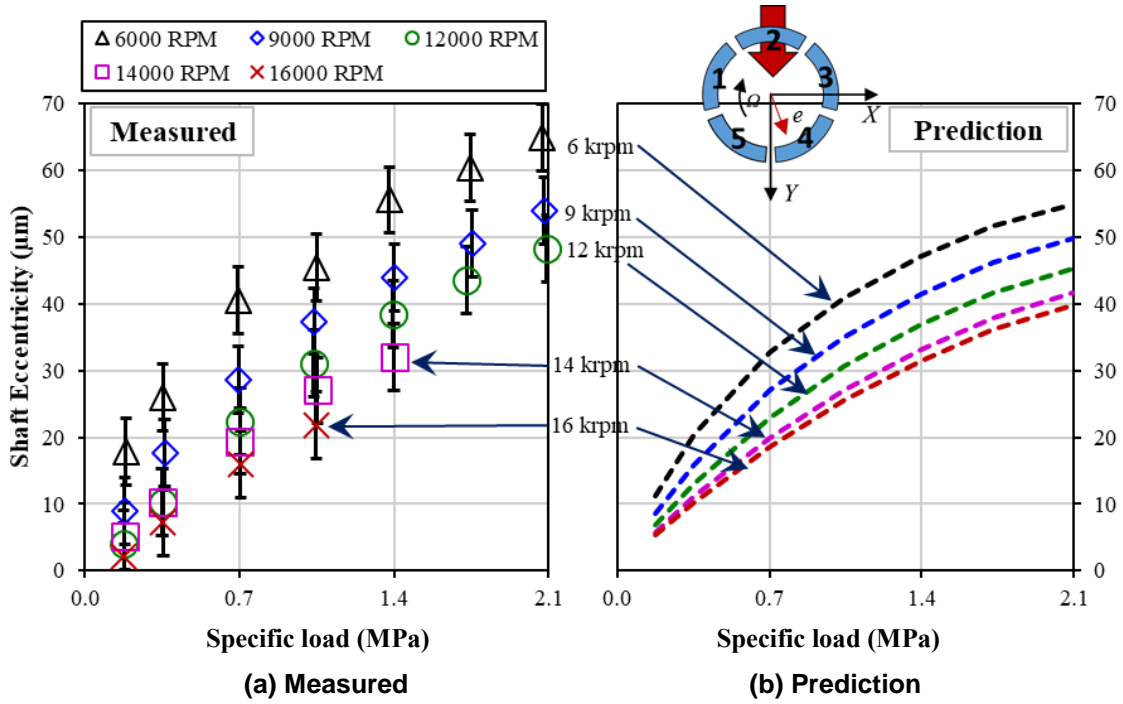 6000 RPM 9000 RPM 12000 RPM
14000 RPM 16000 RPM
Measured
Shaft Eccentricity (µm)
70
60
50
40
30
20
10
0
0.0 0.7 1.4 2.1
Specific load (MPa)
(a) Measured
6 krpm
9 krpm
12 krpm
14 krpm
16 krpm
1
2
3
4
5
Ω
e
X
Y
Prediction
70
60
50
40
30
20
10
0
0.0 0.7 1.4 2.1
Specific load (MPa)
(b) Prediction